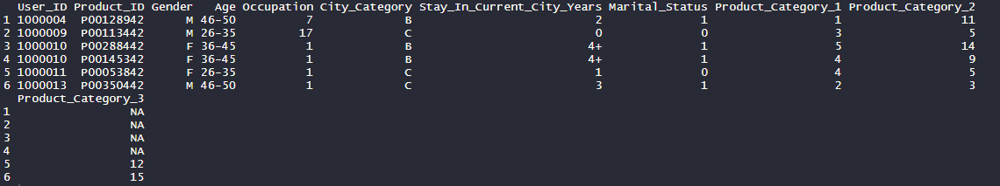 User_ID Product_ID Gender Age Occupation City_Category Stay_In_Current_City_Years Marital_Status Product_Category_1 Product_Category_2
1 1000004 P00128942 M 46-50 7 B 2 1 1 11
2 1000009 P00113442 M 26-35 17 C 0 0 3 5
3 1000010 P00288442 F 36-45 1 B 4+ 1 5 14
4 1000010 P00145342 F 36-45 1 B 4+ 1 4 9
5 1000011 P00053842 F 26-35 1 C 1 0 4 5
6 1000013 P00350442 M 46-50 1 C 3 1 2 3
Product_Category_3
1 NA
2 NA
3 NA
4 NA
5 12
6 15